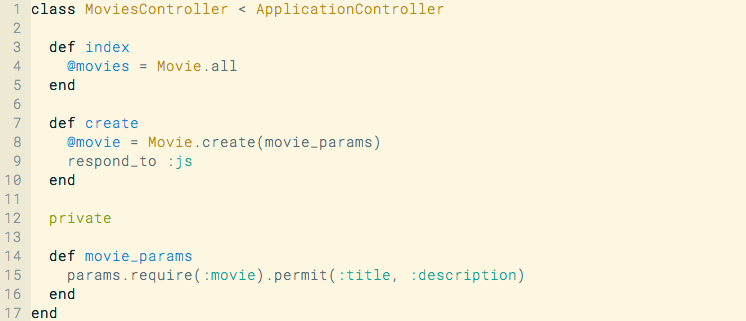 1 class MoviesController < ApplicationController
2
3   def index
4     @movies = Movie.all
5   end
6
7   def create
8     @movie = Movie.create(movie_params)
9     respond_to :js
10   end
11
12   private
13
14   def movie_params
15     params.require(:movie).permit(:title, :description)
16   end
17 end